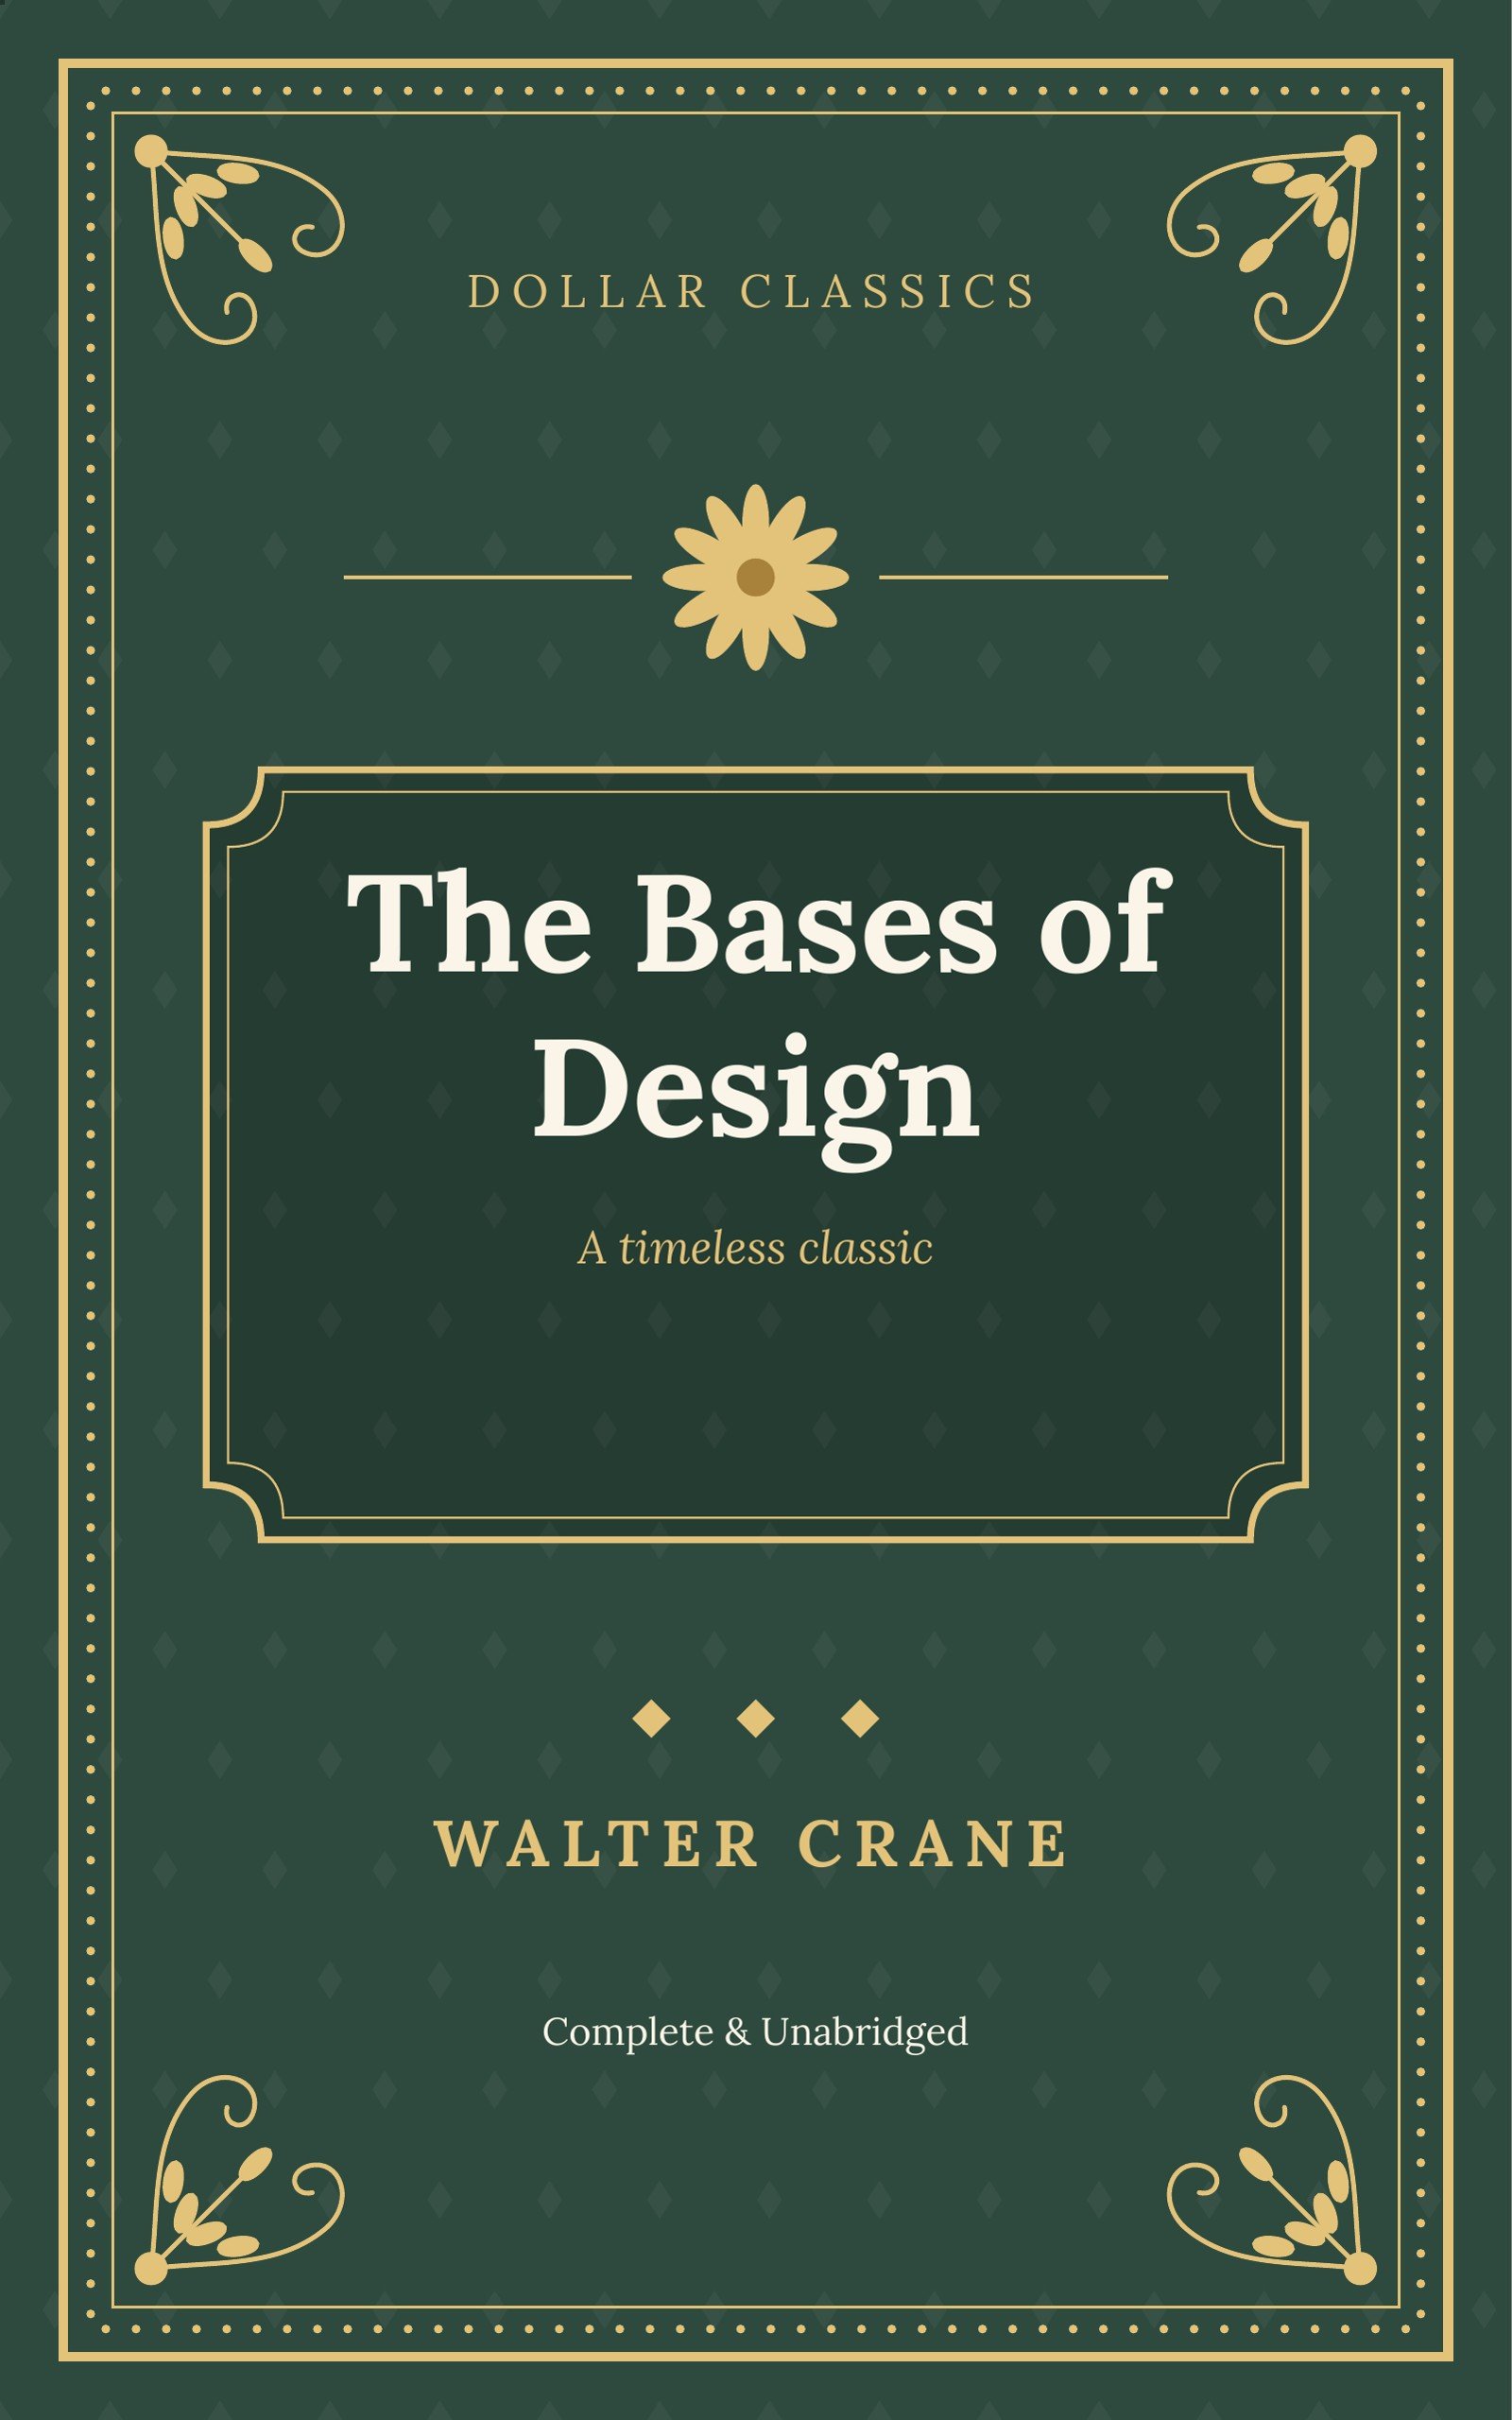 DOLLAR CLASSICS
The Bases of
Design
A timeless classic
WALTER CRANE
Complete & Unabridged